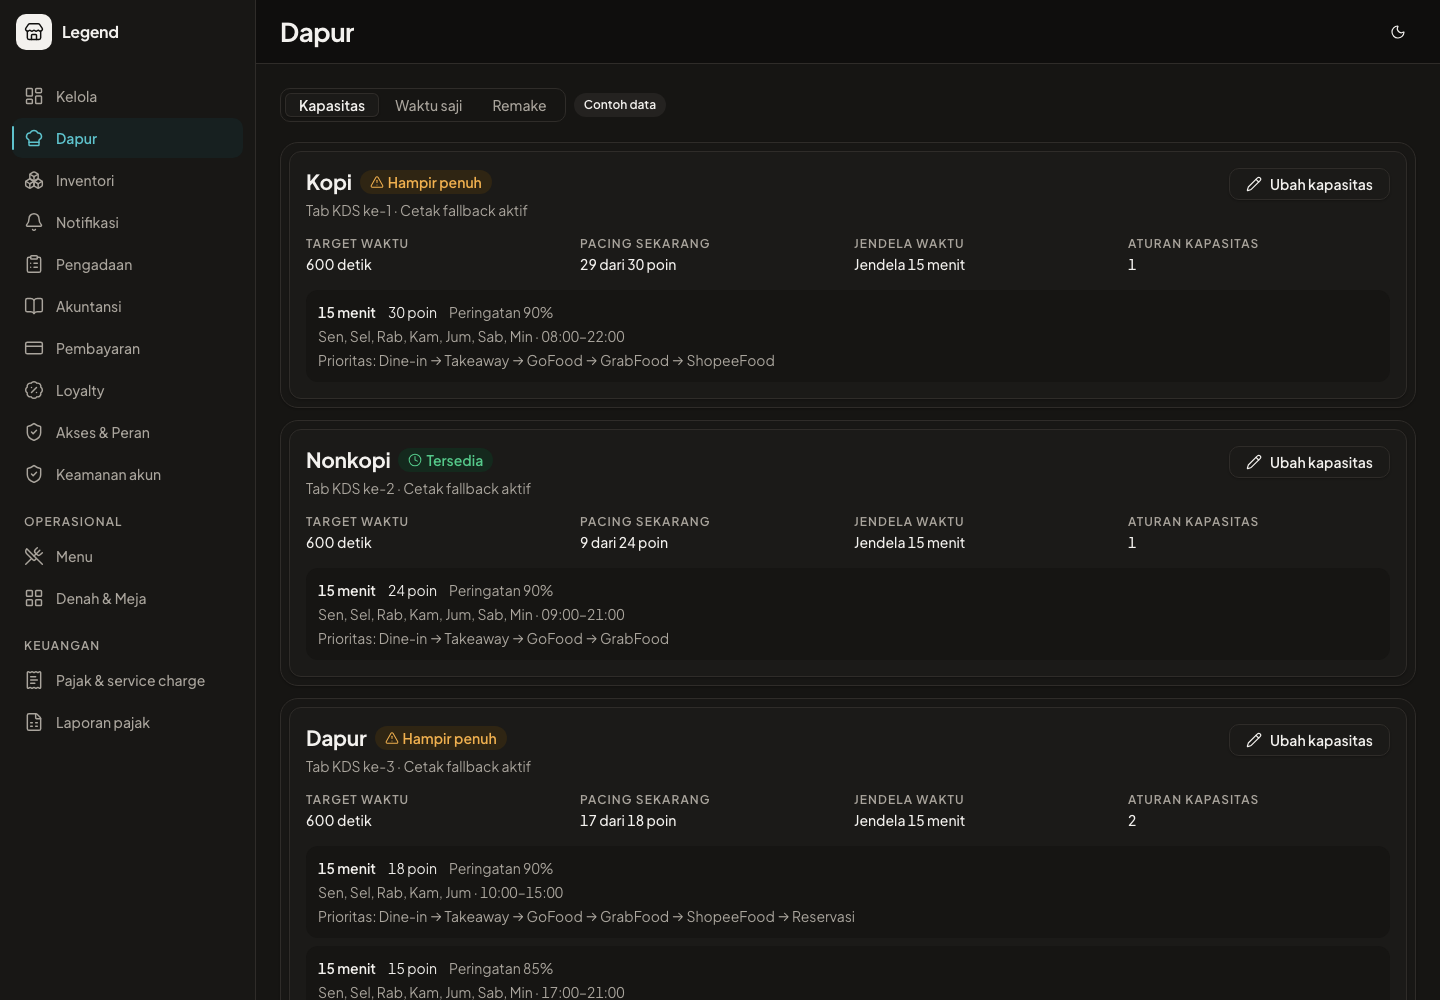 Legend
Kelola
Dapur
Inventori
Notifikasi
Pengadaan
Akuntansi
Pembayaran
Loyalty
Akses & Peran
Keamanan akun
OPERASIONAL
Menu
Denah & Meja
KEUANGAN
Pajak & service charge
Laporan pajak
Dapur
Kapasitas Waktu saji Remake Contoh data
Kopi Hampir penuh Ubah kapasitas
Tab KDS ke-1 · Cetak fallback aktif
TARGET WAKTU PACING SEKARANG JENDELA WAKTU ATURAN KAPASITAS
600 detik 29 dari 30 poin Jendela 15 menit 1
15 menit 30 poin Peringatan 90%
Sen, Sel, Rab, Kam, Jum, Sab, Min · 08:00–22:00
Prioritas: Dine-in → Takeaway → GoFood → GrabFood → ShopeeFood
Nonkopi Tersedia Ubah kapasitas
Tab KDS ke-2 · Cetak fallback aktif
TARGET WAKTU PACING SEKARANG JENDELA WAKTU ATURAN KAPASITAS
600 detik 9 dari 24 poin Jendela 15 menit 1
15 menit 24 poin Peringatan 90%
Sen, Sel, Rab, Kam, Jum, Sab, Min · 09:00–21:00
Prioritas: Dine-in → Takeaway → GoFood → GrabFood
Dapur Hampir penuh Ubah kapasitas
Tab KDS ke-3 · Cetak fallback aktif
TARGET WAKTU PACING SEKARANG JENDELA WAKTU ATURAN KAPASITAS
600 detik 17 dari 18 poin Jendela 15 menit 2
15 menit 18 poin Peringatan 90%
Sen, Sel, Rab, Kam, Jum · 10:00–15:00
Prioritas: Dine-in → Takeaway → GoFood → GrabFood → ShopeeFood → Reservasi
15 menit 15 poin Peringatan 85%
Sen, Sel, Rab, Kam, Jum, Sab, Min · 17:00–21:00